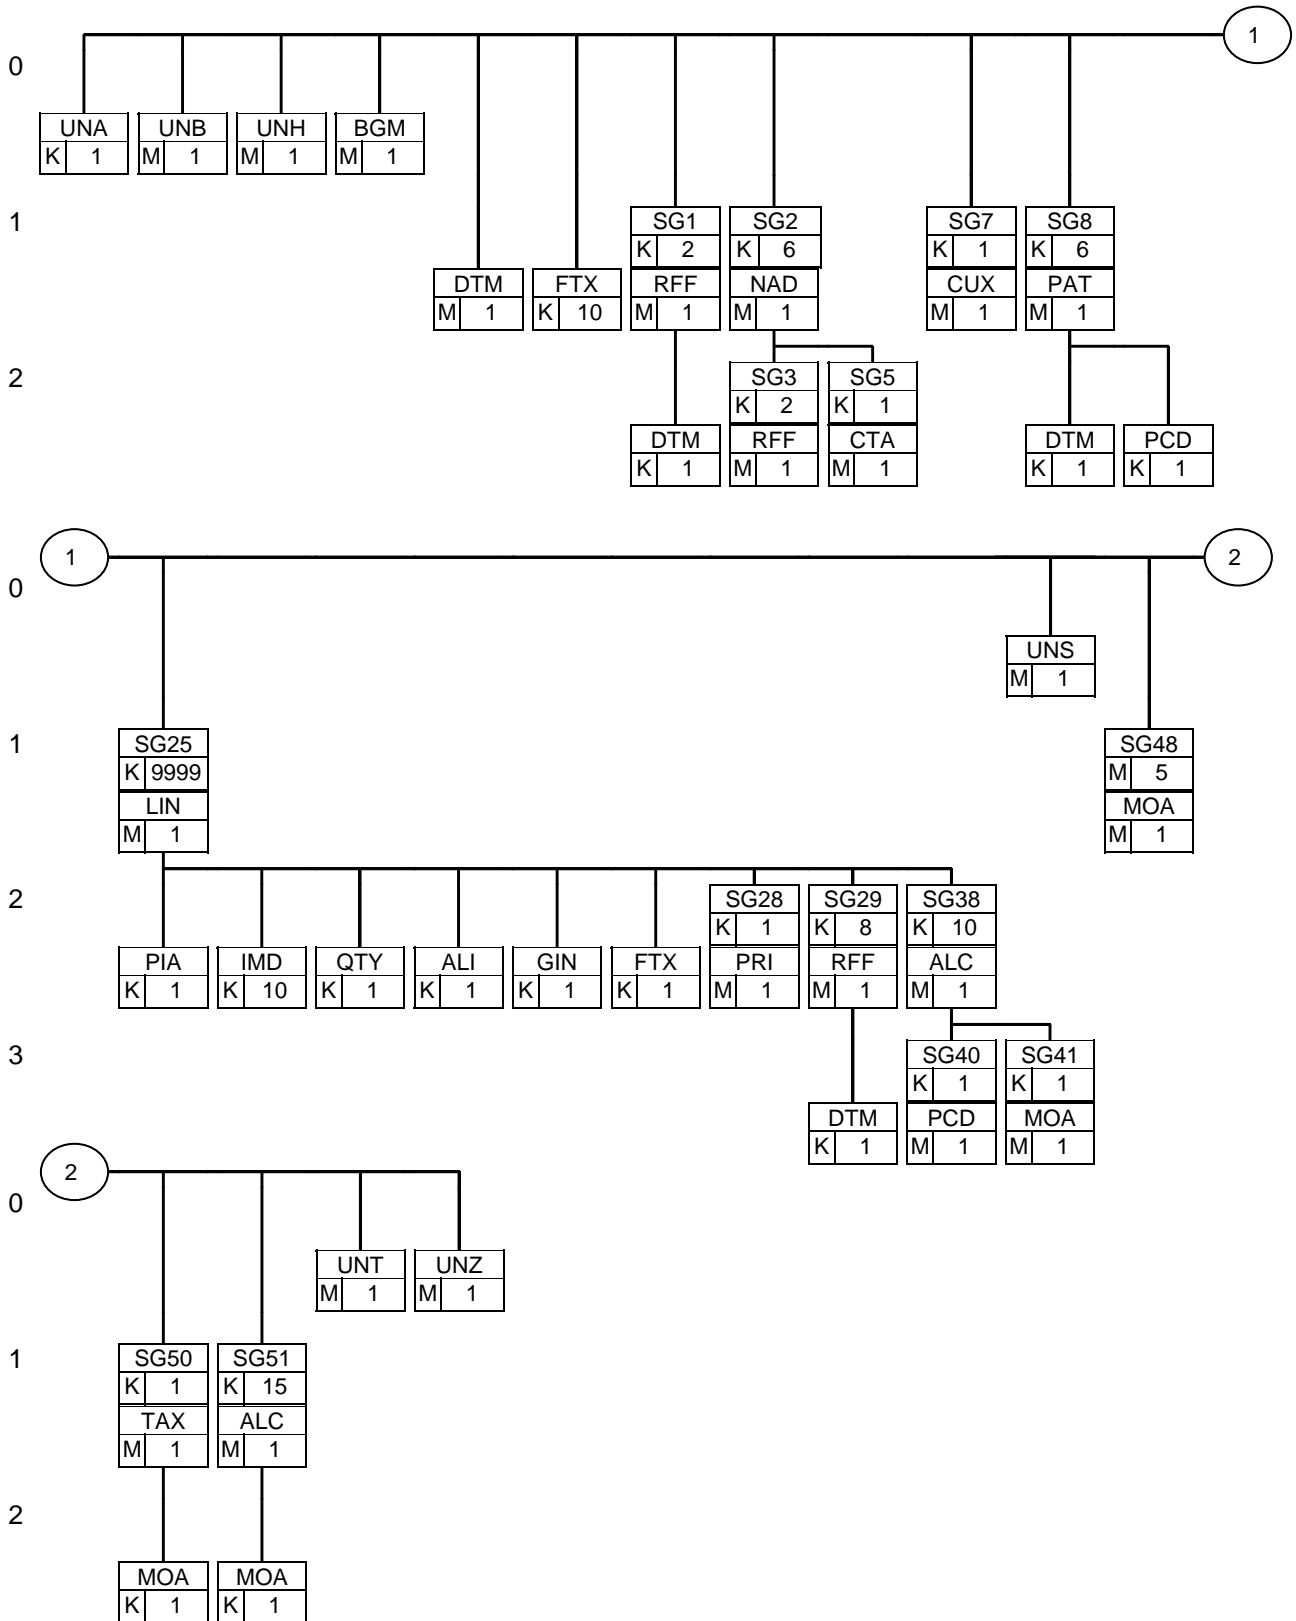 1
0
UNA UNB UNH BGM
K 1 M 1 M 1 M 1
1 SG1 SG2 SG7 SG8
K 2 K 6 K 1 K 6
DTM FTX RFF NAD CUX PAT
M 1 K 10 M 1 M 1 M 1 M 1
2 SG3 SG5
K 2 K 1
DTM RFF CTA DTM PCD
K 1 M 1 M 1 K 1 K 1
1 2
0
UNS
M 1
1 SG25 SG48
K 9999 M 5
LIN MOA
M 1 M 1
2 SG28 SG29 SG38
K 1 K 8 K 10
PIA IMD QTY ALI GIN FTX PRI RFF ALC
K 1 K 10 K 1 K 1 K 1 K 1 M 1 M 1 M 1
3 SG40 SG41
K 1 K 1
DTM PCD MOA
K 1 M 1 M 1
2
0
UNT UNZ
M 1 M 1
1 SG50 SG51
K 1 K 15
TAX ALC
M 1 M 1
2
MOA MOA
K 1 K 1